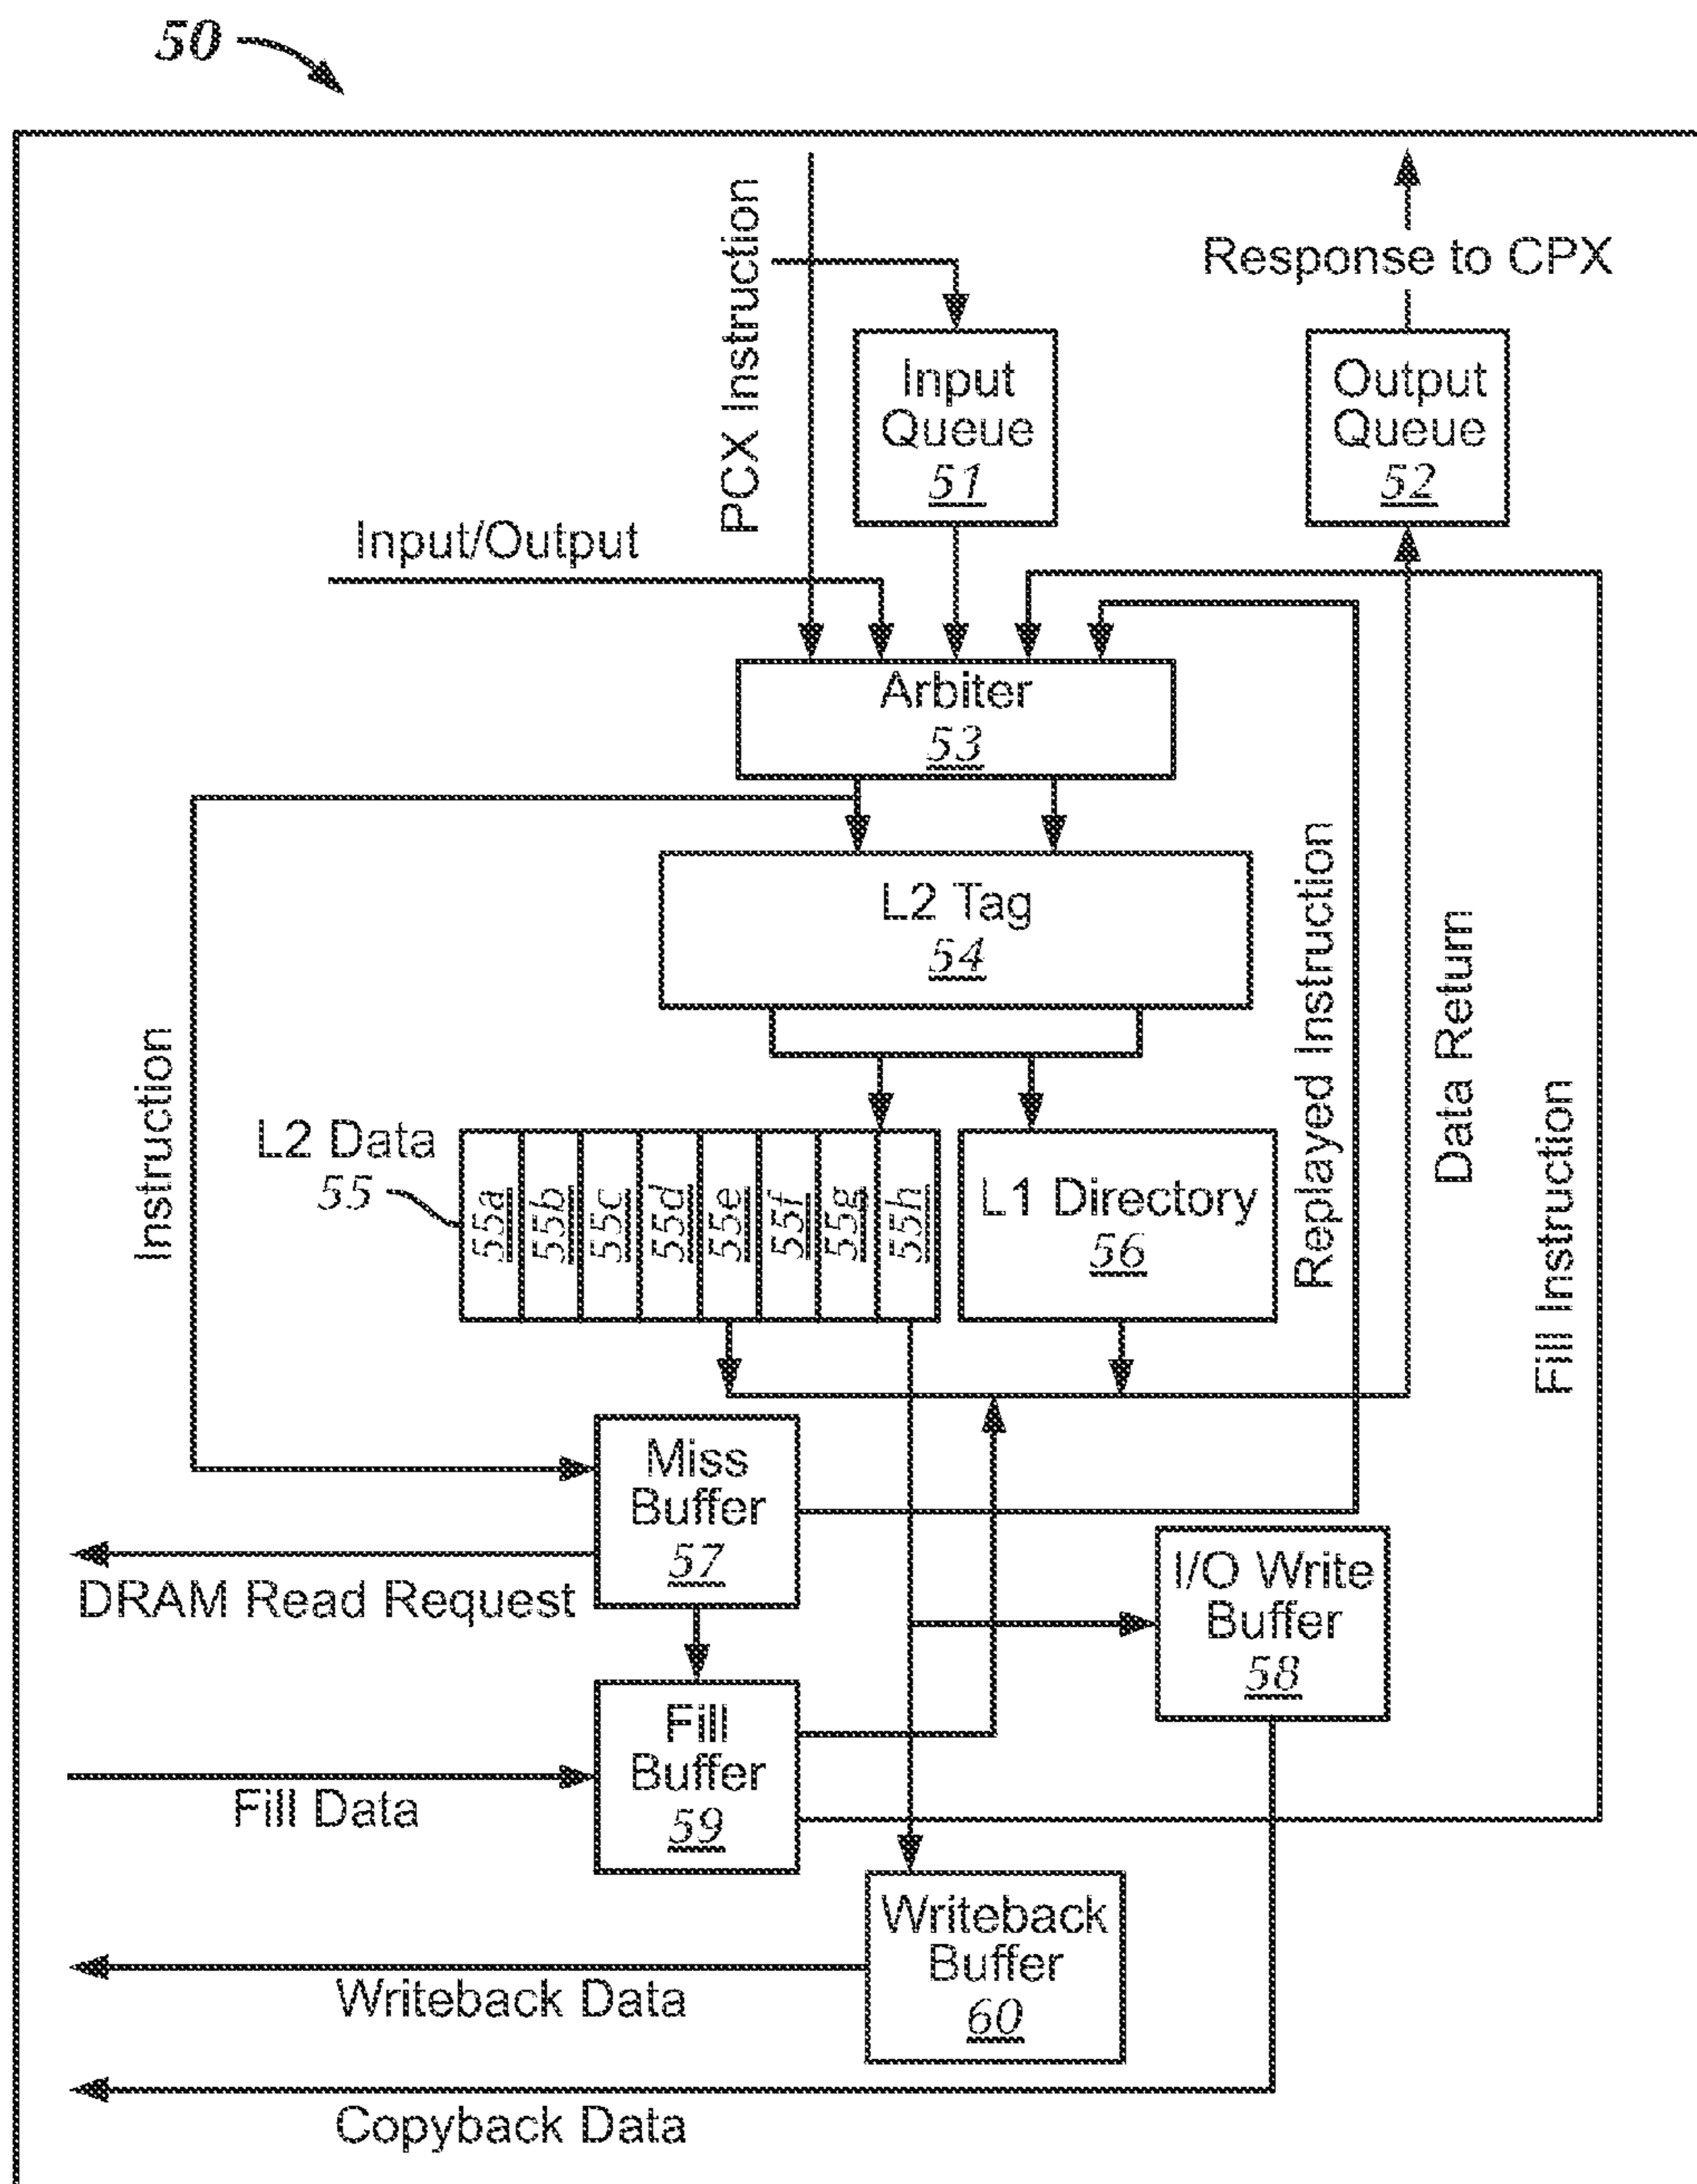 50
PCX Instruction
Response to CPX
Input
Queue
51
Output
Queue
52
Input/Output
Arbiter
53
L2 Tag
54
Replayed Instruction
Data Return
Instruction
Fill Instruction
L2 Data
55
55a
55b
55c
55d
55e
55f
55g
55h
L1 Directory
56
Miss
Buffer
57
DRAM Read Request
I/O Write
Buffer
58
Fill
Buffer
59
Fill Data
Writeback
Buffer
60
Writeback Data
Copyback Data